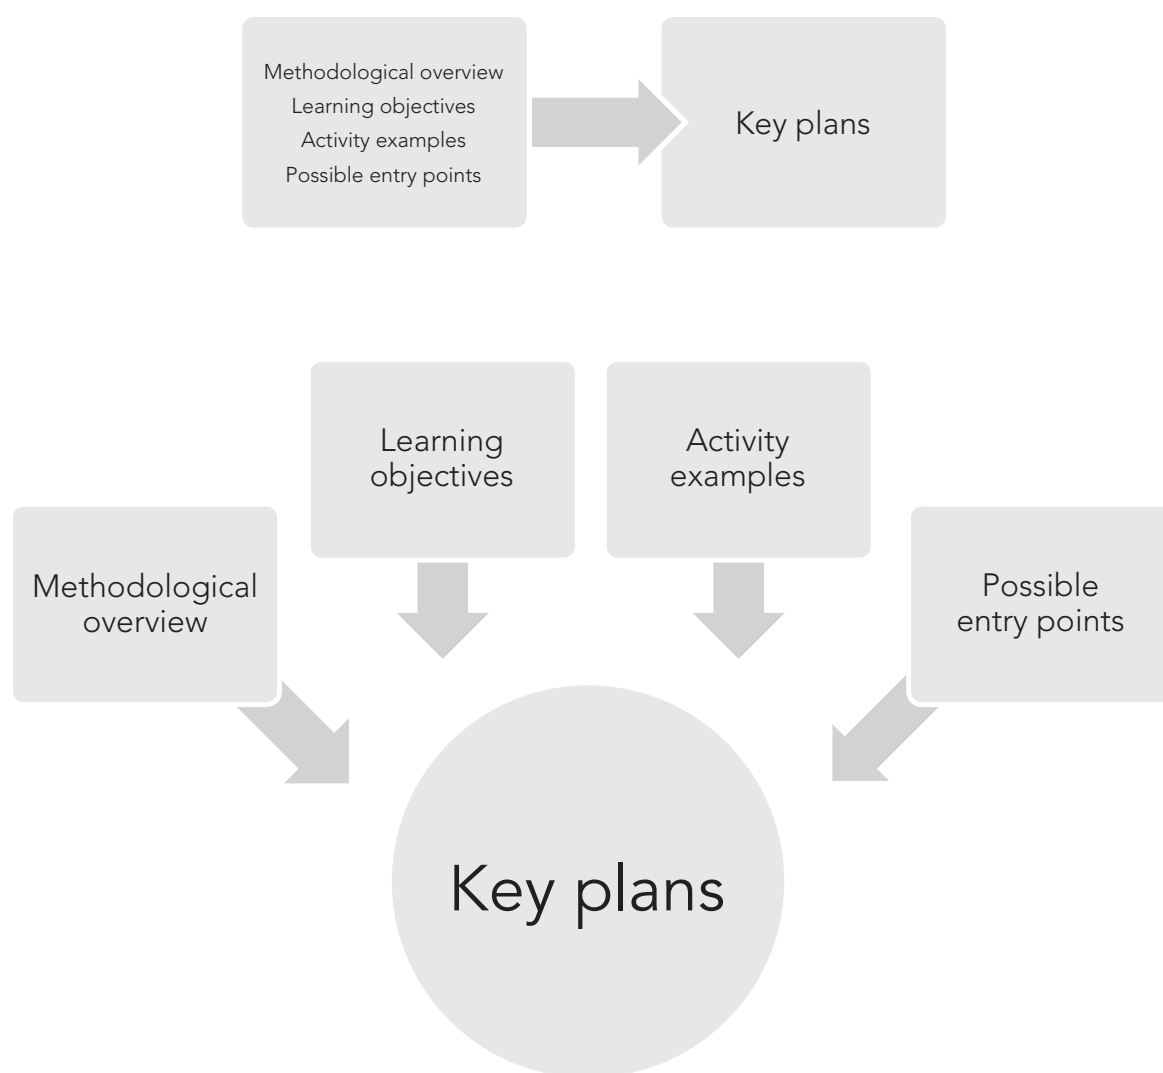 Methodological overview
Learning objectives
Activity examples
Possible entry points
Key plans
Learning
objectives
Activity
examples
Methodological
overview
Possible
entry points
Key plans